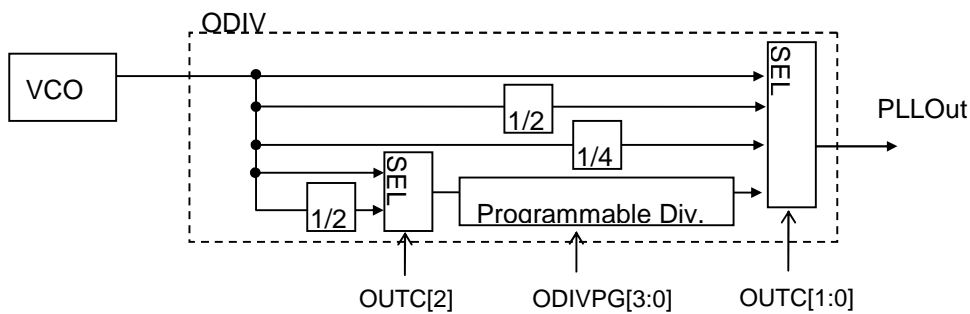 ODIV
VCO
SEL
1/2
PLLOut
1/4
SEL
1/2
Programmable Div.
OUTC[2]
ODIVPG[3:0]
OUTC[1:0]